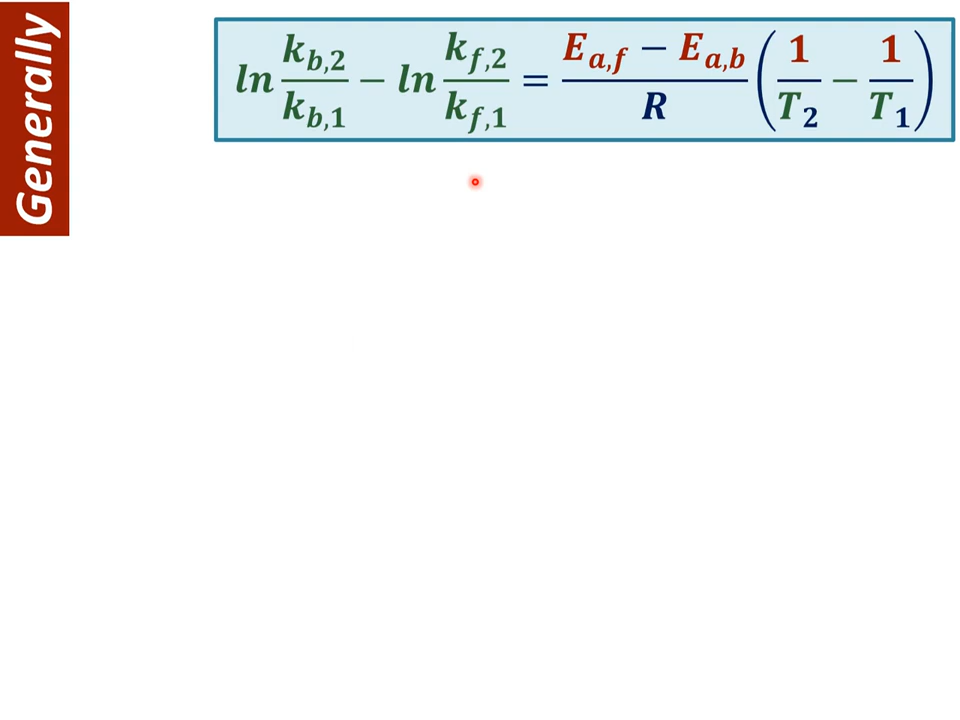 Generally
ln k_{b,2}/k_{b,1} − ln k_{f,2}/k_{f,1} = (E_{a,f} − E_{a,b})/R (1/T_2 − 1/T_1)